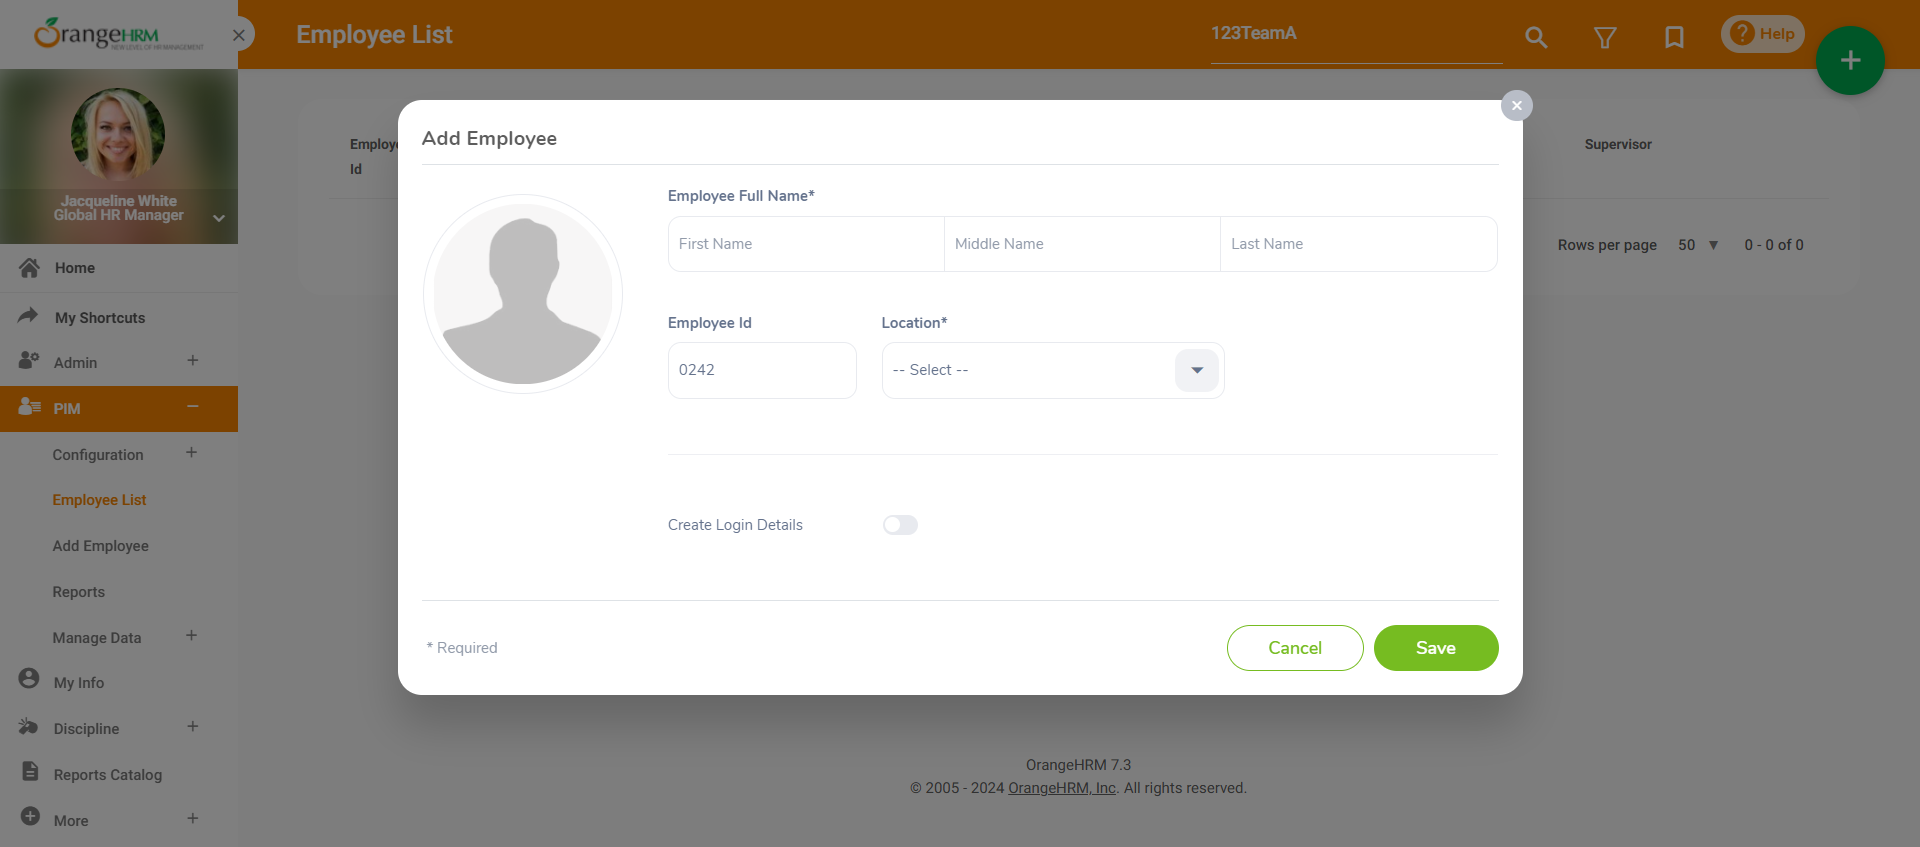 OrangeHRM
NEW LEVEL OF HR MANAGEMENT
Employee List
123TeamA
Help
Jacqueline White
Global HR Manager
Home
My Shortcuts
Admin
PIM
Configuration
Employee List
Add Employee
Reports
Manage Data
My Info
Discipline
Reports Catalog
More
Employe
Id
Supervisor
Rows per page 50 0 - 0 of 0
Add Employee
Employee Full Name*
First Name Middle Name Last Name
Employee Id Location*
0242 -- Select --
Create Login Details
* Required
Cancel Save
OrangeHRM 7.3
© 2005 - 2024 OrangeHRM, Inc. All rights reserved.